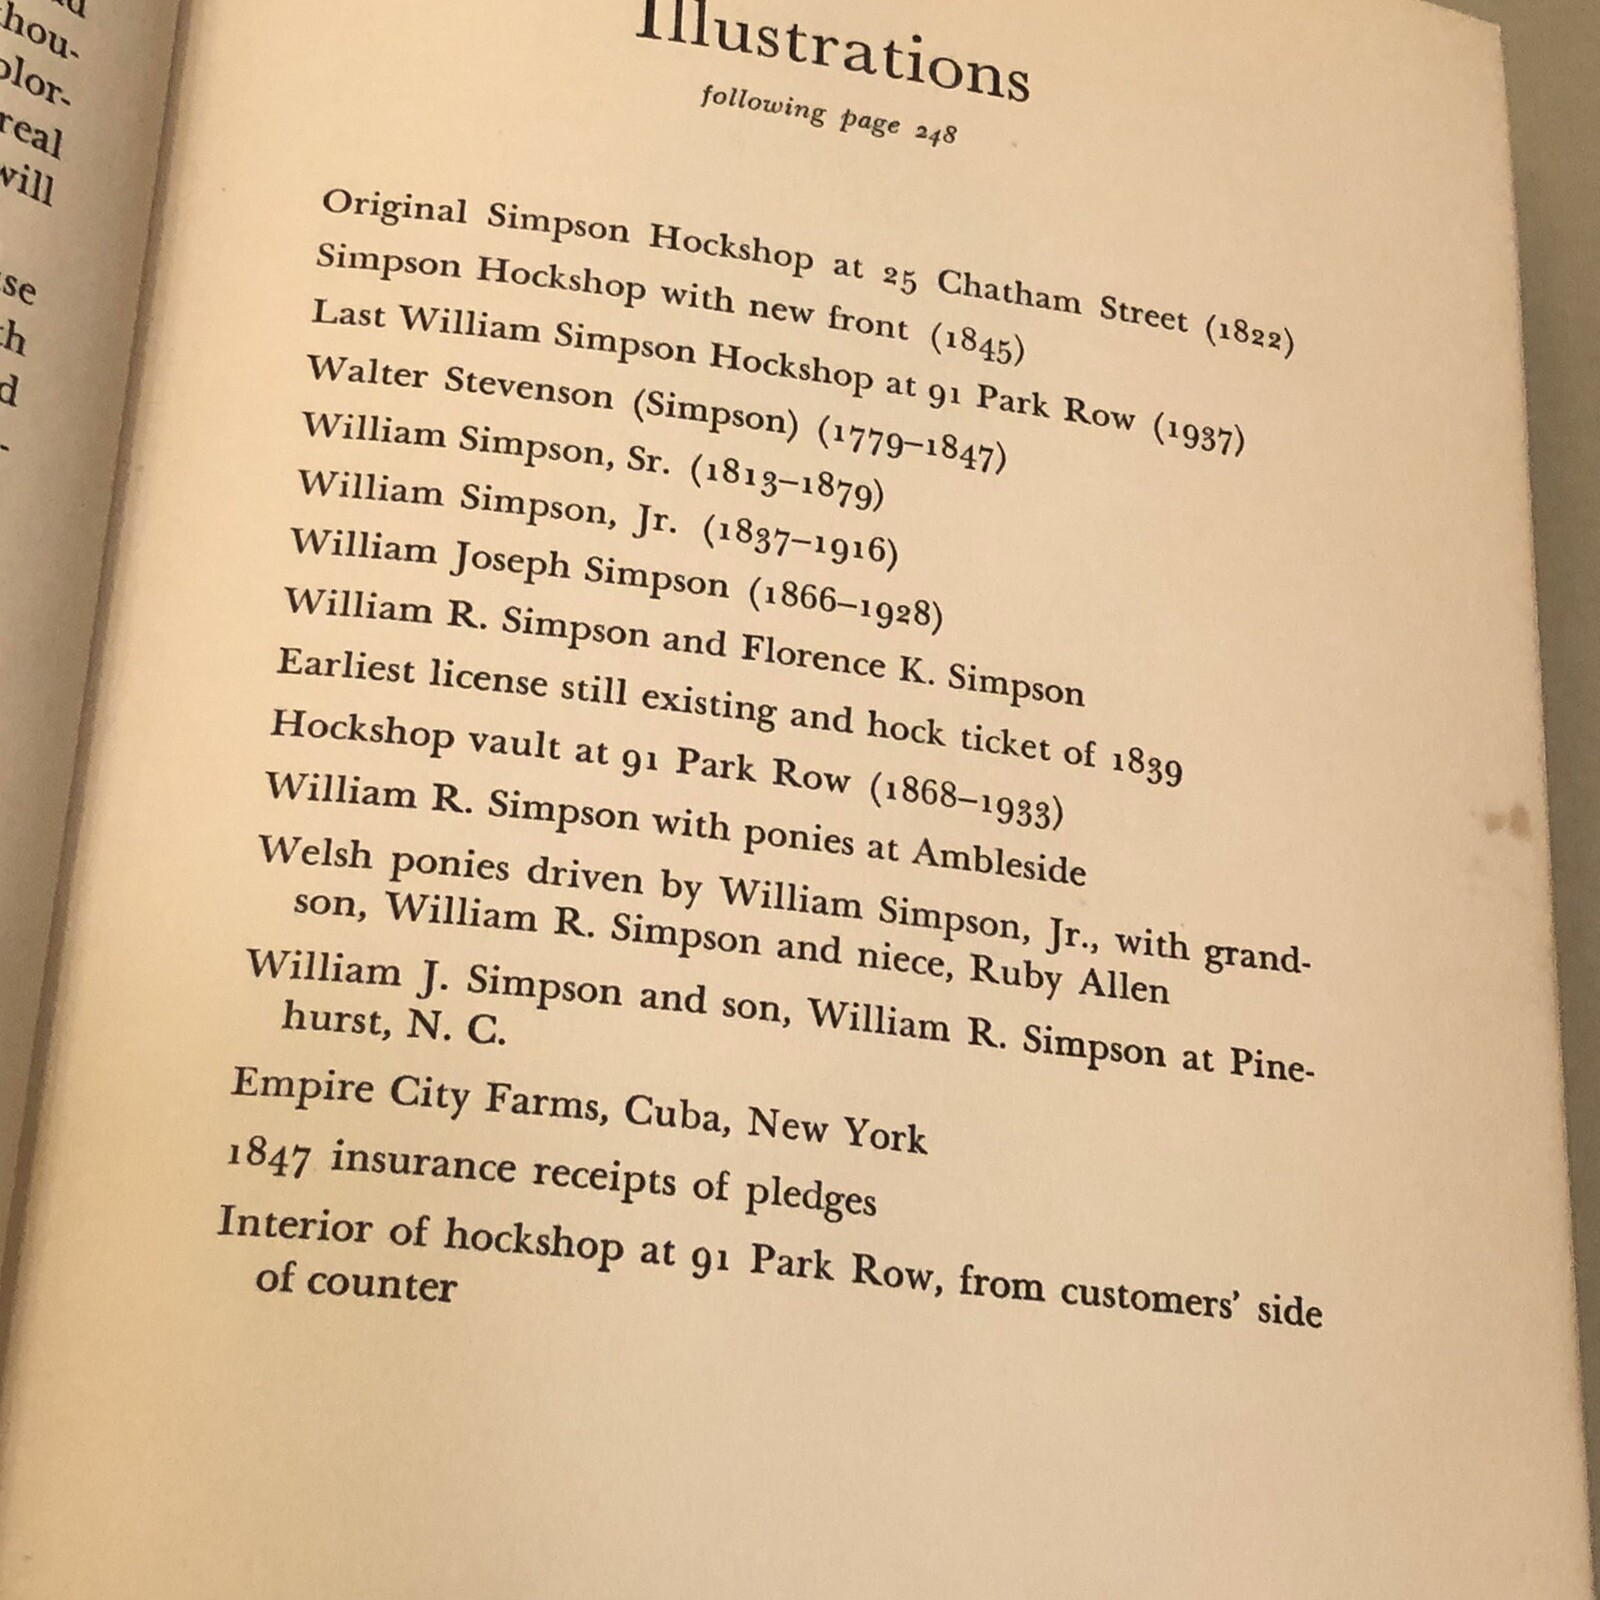 hou-
olor-
real
will
se
th
d
-
Illustrations
following page 248
Original Simpson Hockshop at 25 Chatham Street (1822)
Simpson Hockshop with new front (1845)
Last William Simpson Hockshop at 91 Park Row (1937)
Walter Stevenson (Simpson) (1779–1847)
William Simpson, Sr. (1813–1879)
William Simpson, Jr. (1837–1916)
William Joseph Simpson (1866–1928)
William R. Simpson and Florence K. Simpson
Earliest license still existing and hock ticket of 1839
Hockshop vault at 91 Park Row (1868–1933)
William R. Simpson with ponies at Ambleside
Welsh ponies driven by William Simpson, Jr., with grand-
son, William R. Simpson and niece, Ruby Allen
William J. Simpson and son, William R. Simpson at Pine-
hurst, N. C.
Empire City Farms, Cuba, New York
1847 insurance receipts of pledges
Interior of hockshop at 91 Park Row, from customers' side
of counter